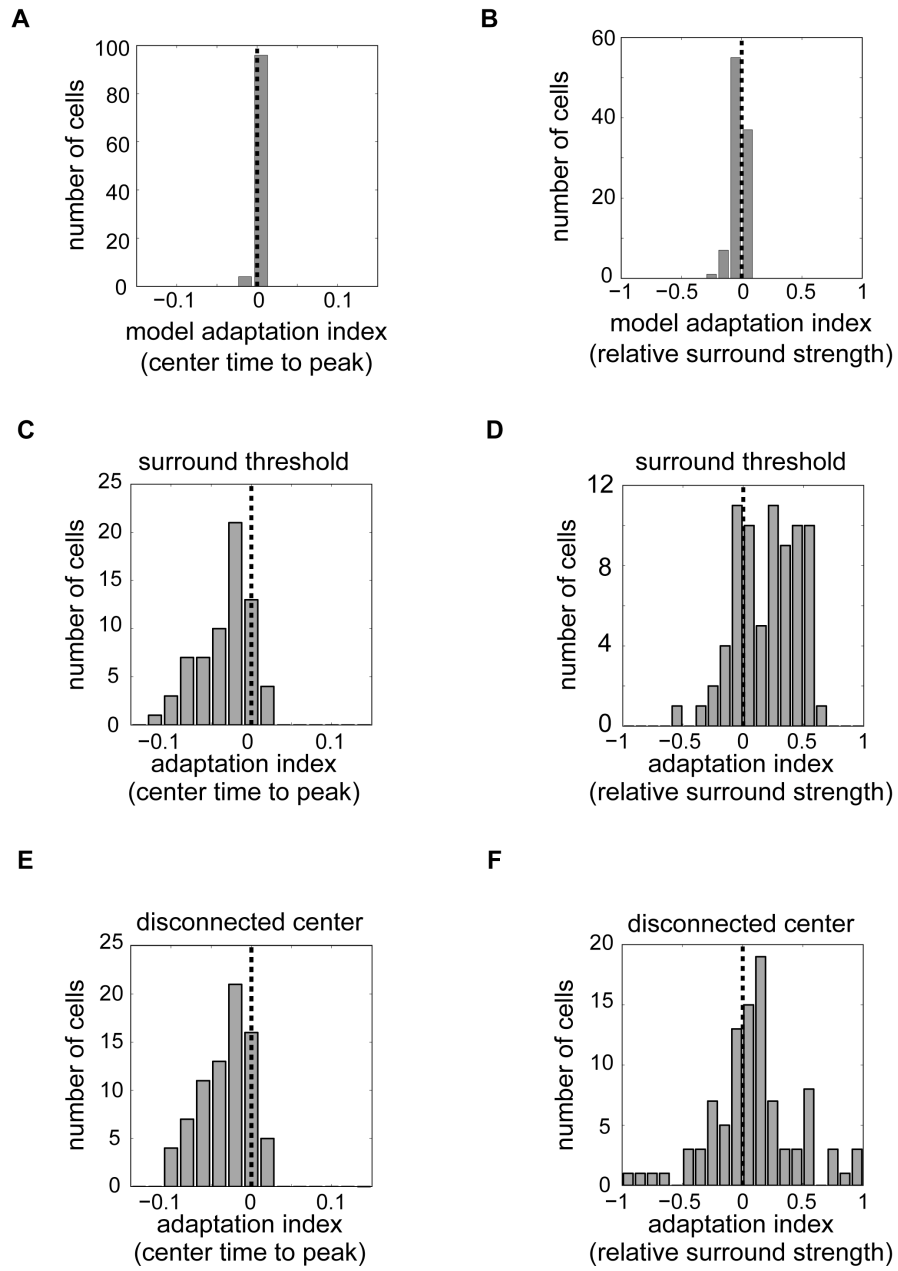 A
100
80
60
40
20
0
number of cells
−0.1 0 0.1
model adaptation index
(center time to peak)
B
60
40
20
0
number of cells
−1 −0.5 0 0.5 1
model adaptation index
(relative surround strength)
C
surround threshold
25
20
15
10
5
0
number of cells
−0.1 0 0.1
adaptation index
(center time to peak)
D
surround threshold
12
8
4
0
number of cells
−1 −0.5 0 0.5 1
adaptation index
(relative surround strength)
E
disconnected center
25
20
15
10
5
0
number of cells
−0.1 0 0.1
adaptation index
(center time to peak)
F
disconnected center
20
15
10
5
0
number of cells
−1 −0.5 0 0.5 1
adaptation index
(relative surround strength)